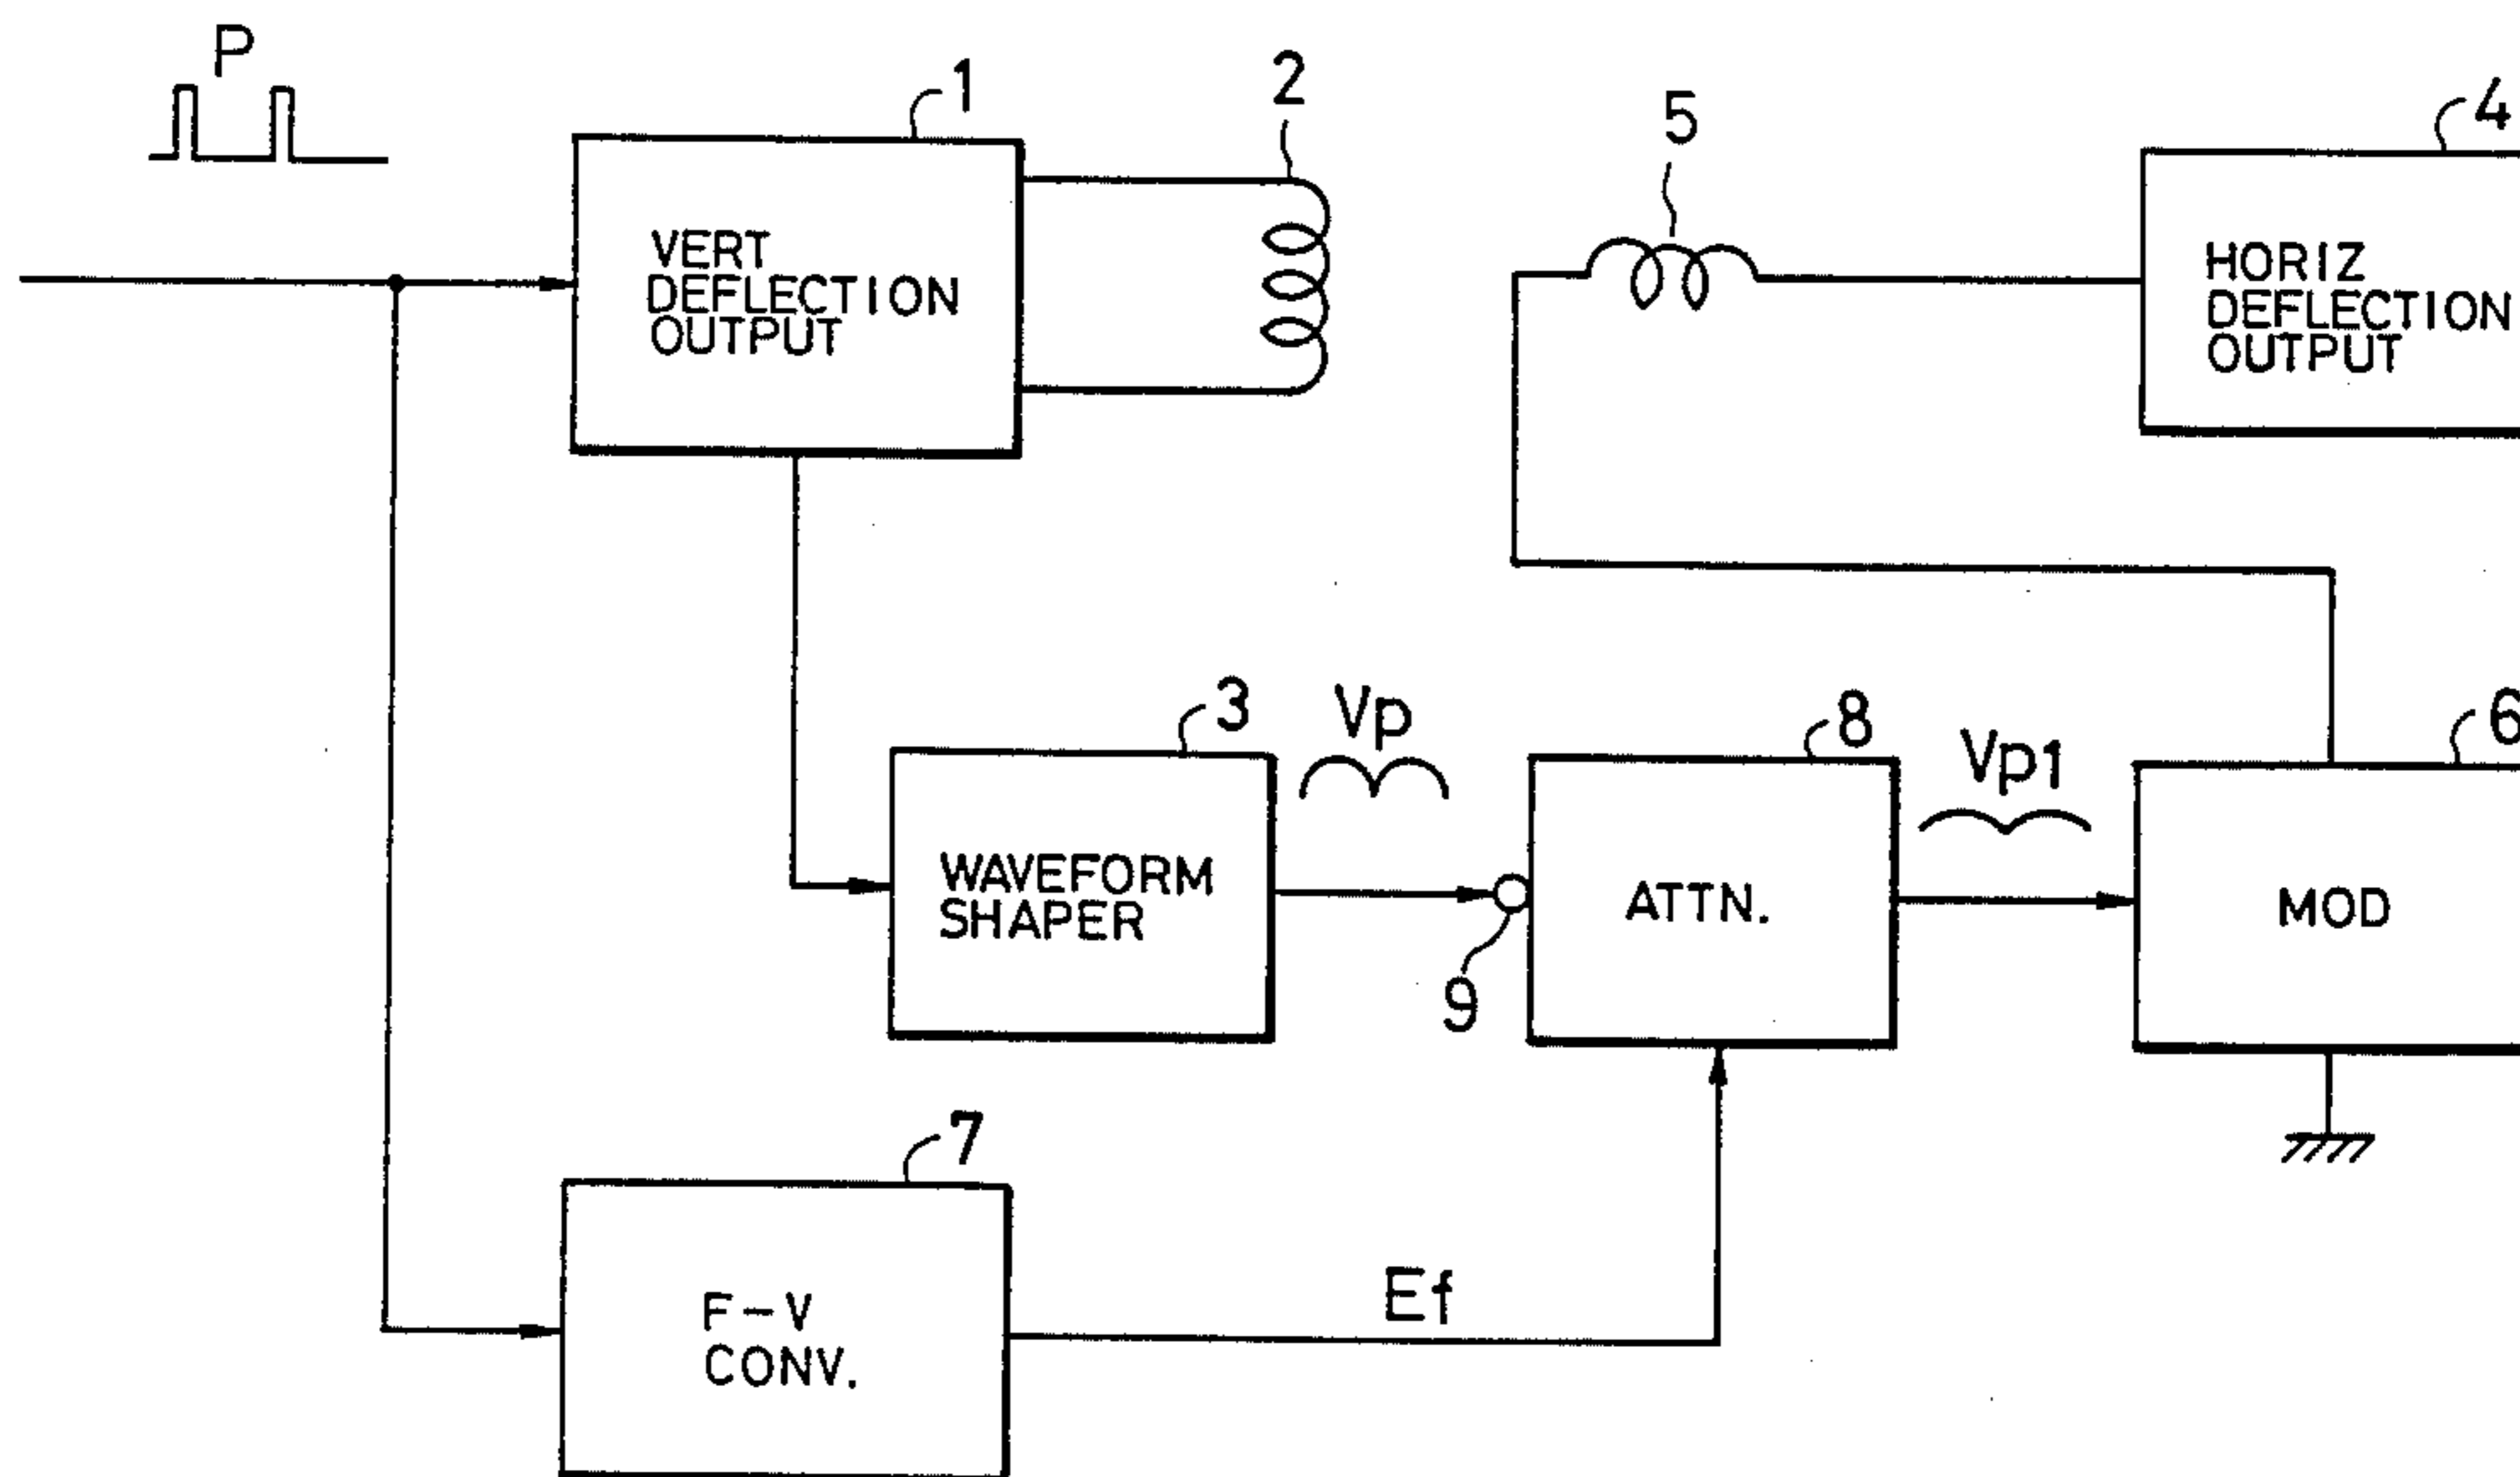 P
1
2
5
4
VERT
DEFLECTION
OUTPUT
HORIZ
DEFLECTION
OUTPUT
3
Vp
8
Vp1
6
WAVEFORM
SHAPER
ATTN.
MOD
9
7
F-V
CONV.
Ef